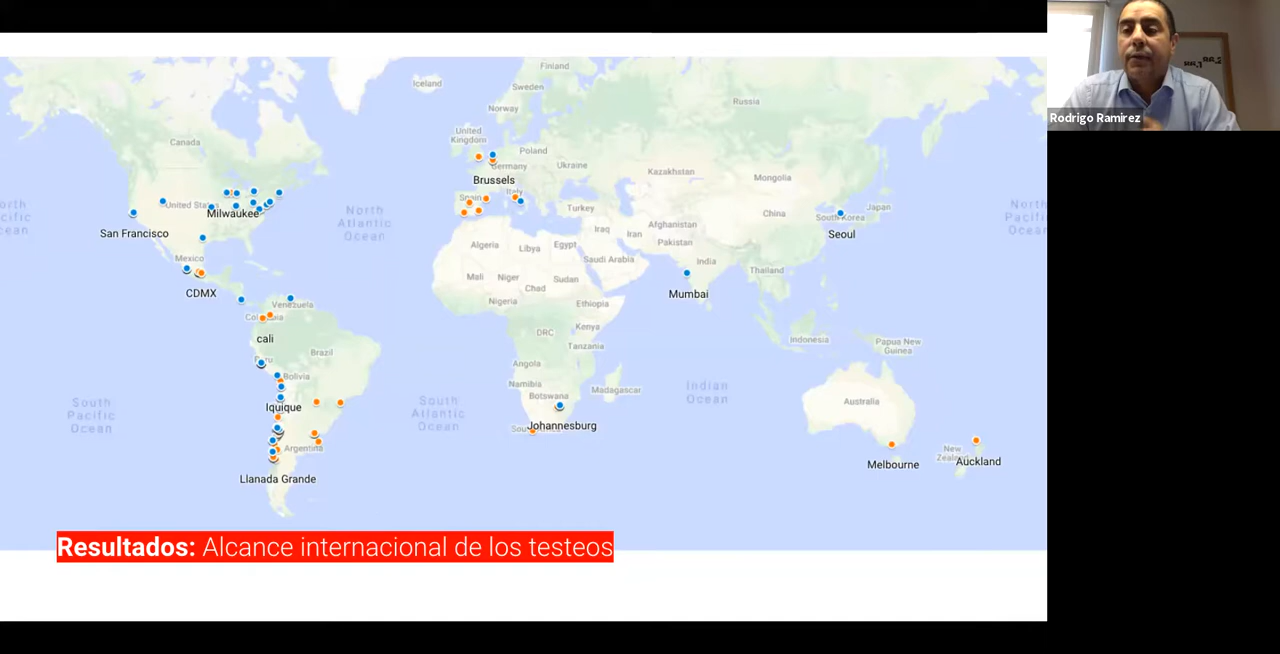 Rodrigo Ramirez
Finland
Iceland
Sweden
Russia
Norway
United
Kingdom
Canada
Poland
Germany
Ukraine
Kazakhstan
Brussels
Mongolia
Spain
Italy
United States
Turkey
South Korea
Japan
North
Pacific
Ocean
Milwaukee
North
Atlantic
Ocean
China
San Francisco
Afghanistan
Seoul
Iraq
Iran
Pakistan
Algeria
Libya
Egypt
Saudi Arabia
Mexico
India
Thailand
Mali
Niger
Chad
Sudan
CDMX
Mumbai
Venezuela
Nigeria
Ethiopia
Colombia
cali
DRC
Kenya
Indonesia
Papua New
Guinea
Tanzania
Peru
Brazil
Angola
Bolivia
Namibia
Botswana
Madagascar
Indian
Ocean
South
Pacific
Ocean
Iquique
South
Atlantic
Ocean
Australia
Johannesburg
Argentina
New
Zealand
Auckland
Melbourne
Llanada Grande
Resultados: Alcance internacional de los testeos